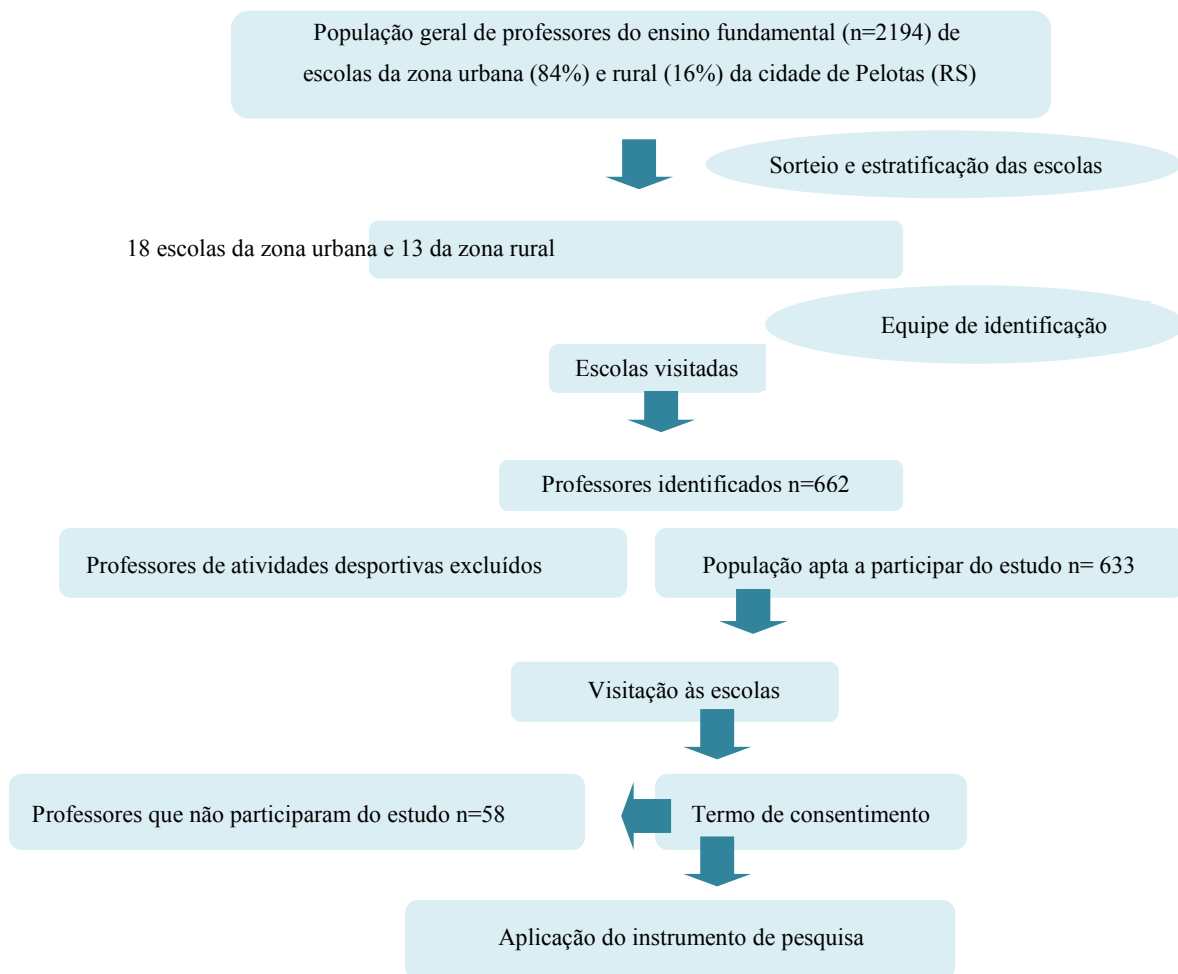 População geral de professores do ensino fundamental (n=2194) de
escolas da zona urbana (84%) e rural (16%) da cidade de Pelotas (RS)
Sorteio e estratificação das escolas
18 escolas da zona urbana e 13 da zona rural
Equipe de identificação
Escolas visitadas
Professores identificados n=662
Professores de atividades desportivas excluídos
População apta a participar do estudo n= 633
Visitação às escolas
Professores que não participaram do estudo n=58
Termo de consentimento
Aplicação do instrumento de pesquisa